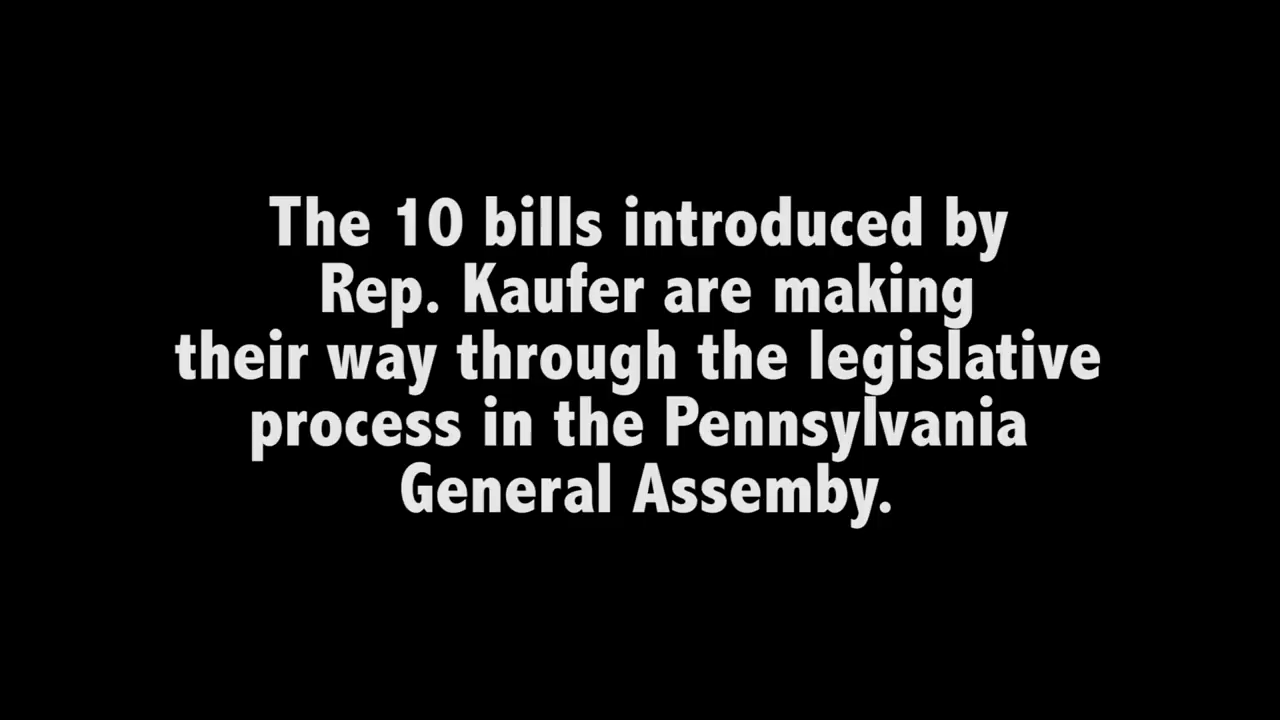 The 10 bills introduced by
Rep. Kaufer are making
their way through the legislative
process in the Pennsylvania
General Assemby.